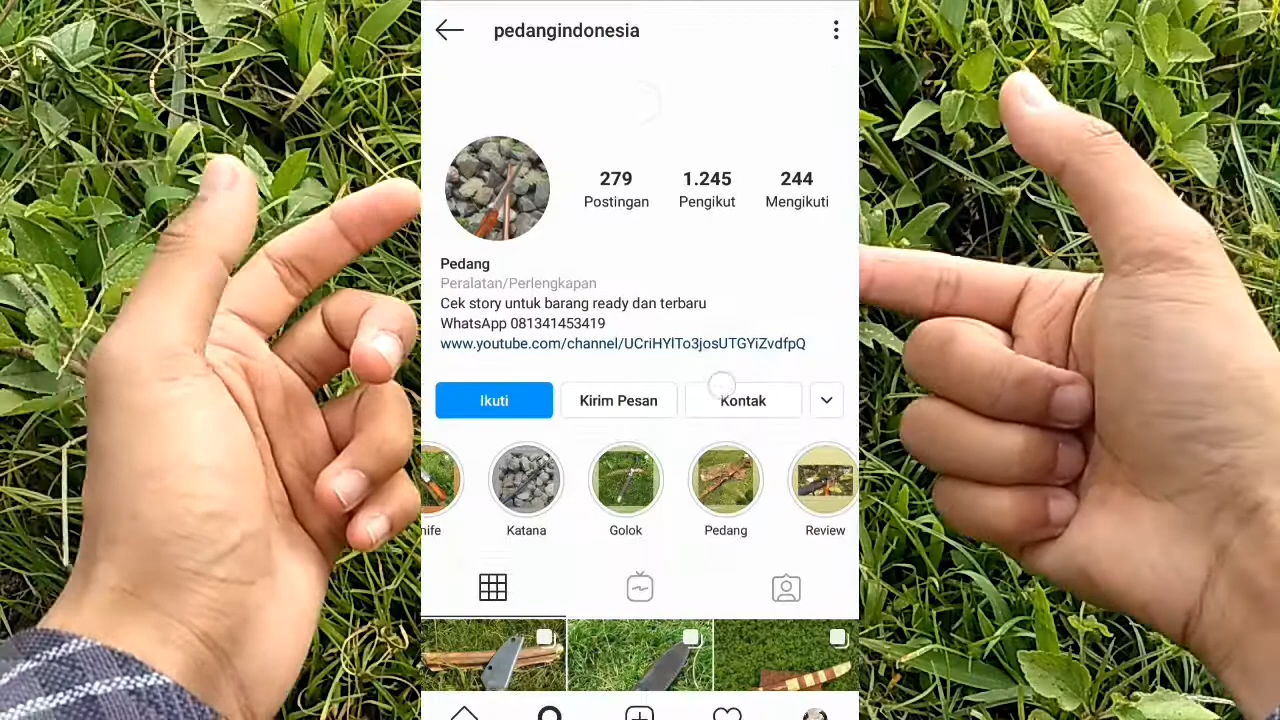 pedangindonesia
279 1.245 244
Postingan Pengikut Mengikuti
Pedang
Peralatan/Perlengkapan
Cek story untuk barang ready dan terbaru
WhatsApp 081341453419
www.youtube.com/channel/UCriHYlTo3josUTGYiZvdfpQ
Ikuti Kirim Pesan Kontak
nife Katana Golok Pedang Review